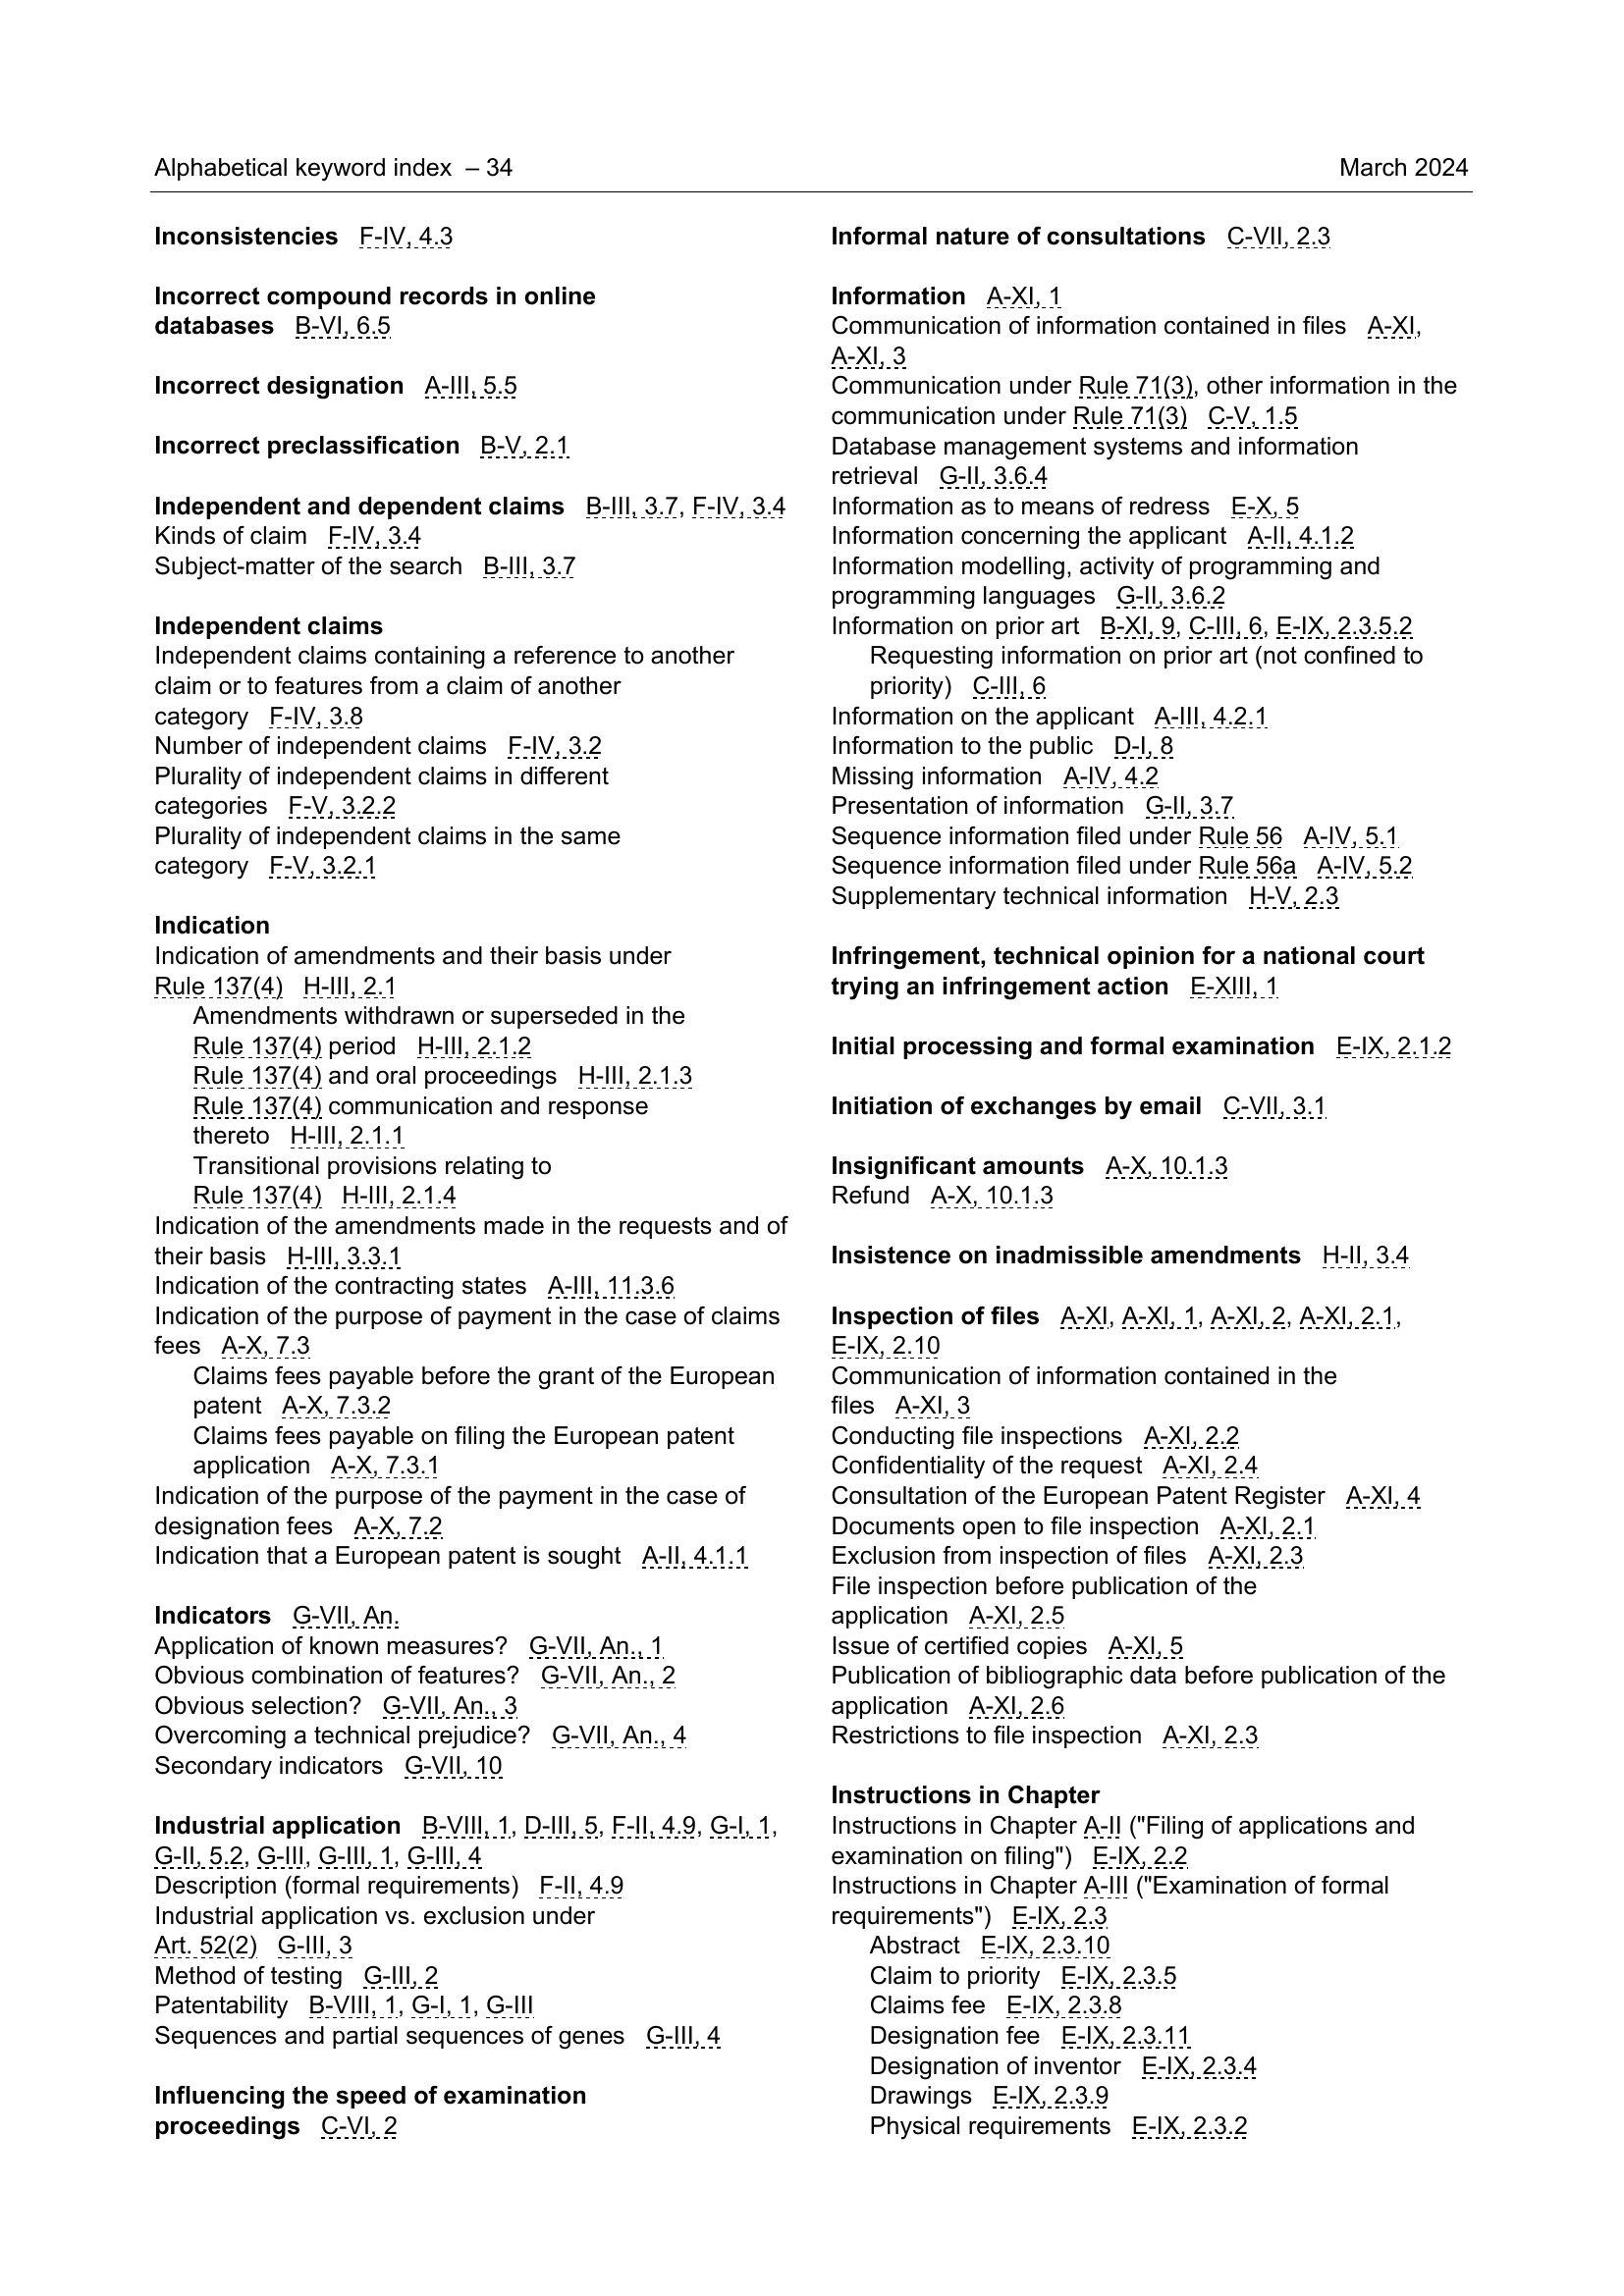 Alphabetical keyword index – 34
March 2024
Inconsistencies F-IV, 4.3
Incorrect compound records in online
databases B-VI, 6.5
Incorrect designation A-III, 5.5
Incorrect preclassification B-V, 2.1
Independent and dependent claims B-III, 3.7, F-IV, 3.4
Kinds of claim F-IV, 3.4
Subject-matter of the search B-III, 3.7
Independent claims
Independent claims containing a reference to another
claim or to features from a claim of another
category F-IV, 3.8
Number of independent claims F-IV, 3.2
Plurality of independent claims in different
categories F-V, 3.2.2
Plurality of independent claims in the same
category F-V, 3.2.1
Indication
Indication of amendments and their basis under
Rule 137(4) H-III, 2.1
Amendments withdrawn or superseded in the
Rule 137(4) period H-III, 2.1.2
Rule 137(4) and oral proceedings H-III, 2.1.3
Rule 137(4) communication and response
thereto H-III, 2.1.1
Transitional provisions relating to
Rule 137(4) H-III, 2.1.4
Indication of the amendments made in the requests and of
their basis H-III, 3.3.1
Indication of the contracting states A-III, 11.3.6
Indication of the purpose of payment in the case of claims
fees A-X, 7.3
Claims fees payable before the grant of the European
patent A-X, 7.3.2
Claims fees payable on filing the European patent
application A-X, 7.3.1
Indication of the purpose of the payment in the case of
designation fees A-X, 7.2
Indication that a European patent is sought A-II, 4.1.1
Indicators G-VII, An.
Application of known measures? G-VII, An., 1
Obvious combination of features? G-VII, An., 2
Obvious selection? G-VII, An., 3
Overcoming a technical prejudice? G-VII, An., 4
Secondary indicators G-VII, 10
Industrial application B-VIII, 1, D-III, 5, F-II, 4.9, G-I, 1,
G-II, 5.2, G-III, G-III, 1, G-III, 4
Description (formal requirements) F-II, 4.9
Industrial application vs. exclusion under
Art. 52(2) G-III, 3
Method of testing G-III, 2
Patentability B-VIII, 1, G-I, 1, G-III
Sequences and partial sequences of genes G-III, 4
Influencing the speed of examination
proceedings C-VI, 2
Informal nature of consultations C-VII, 2.3
Information A-XI, 1
Communication of information contained in files A-XI,
A-XI, 3
Communication under Rule 71(3), other information in the
communication under Rule 71(3) C-V, 1.5
Database management systems and information
retrieval G-II, 3.6.4
Information as to means of redress E-X, 5
Information concerning the applicant A-II, 4.1.2
Information modelling, activity of programming and
programming languages G-II, 3.6.2
Information on prior art B-XI, 9, C-III, 6, E-IX, 2.3.5.2
Requesting information on prior art (not confined to
priority) C-III, 6
Information on the applicant A-III, 4.2.1
Information to the public D-I, 8
Missing information A-IV, 4.2
Presentation of information G-II, 3.7
Sequence information filed under Rule 56 A-IV, 5.1
Sequence information filed under Rule 56a A-IV, 5.2
Supplementary technical information H-V, 2.3
Infringement, technical opinion for a national court
trying an infringement action E-XIII, 1
Initial processing and formal examination E-IX, 2.1.2
Initiation of exchanges by email C-VII, 3.1
Insignificant amounts A-X, 10.1.3
Refund A-X, 10.1.3
Insistence on inadmissible amendments H-II, 3.4
Inspection of files A-XI, A-XI, 1, A-XI, 2, A-XI, 2.1,
E-IX, 2.10
Communication of information contained in the
files A-XI, 3
Conducting file inspections A-XI, 2.2
Confidentiality of the request A-XI, 2.4
Consultation of the European Patent Register A-XI, 4
Documents open to file inspection A-XI, 2.1
Exclusion from inspection of files A-XI, 2.3
File inspection before publication of the
application A-XI, 2.5
Issue of certified copies A-XI, 5
Publication of bibliographic data before publication of the
application A-XI, 2.6
Restrictions to file inspection A-XI, 2.3
Instructions in Chapter
Instructions in Chapter A-II ("Filing of applications and
examination on filing") E-IX, 2.2
Instructions in Chapter A-III ("Examination of formal
requirements") E-IX, 2.3
Abstract E-IX, 2.3.10
Claim to priority E-IX, 2.3.5
Claims fee E-IX, 2.3.8
Designation fee E-IX, 2.3.11
Designation of inventor E-IX, 2.3.4
Drawings E-IX, 2.3.9
Physical requirements E-IX, 2.3.2